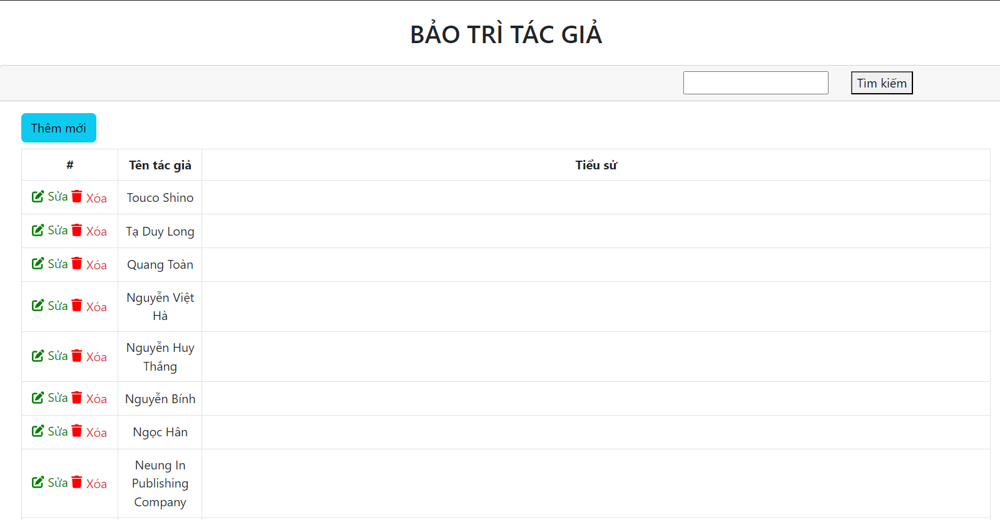 BẢO TRÌ TÁC GIẢ
Tìm kiếm
Thêm mới
# Tên tác giả Tiểu sử
Sửa Xóa Touco Shino
Sửa Xóa Tạ Duy Long
Sửa Xóa Quang Toàn
Sửa Xóa Nguyễn Việt
Hà
Sửa Xóa Nguyễn Huy
Thắng
Sửa Xóa Nguyễn Bính
Sửa Xóa Ngọc Hân
Sửa Xóa Neung In
Publishing
Company